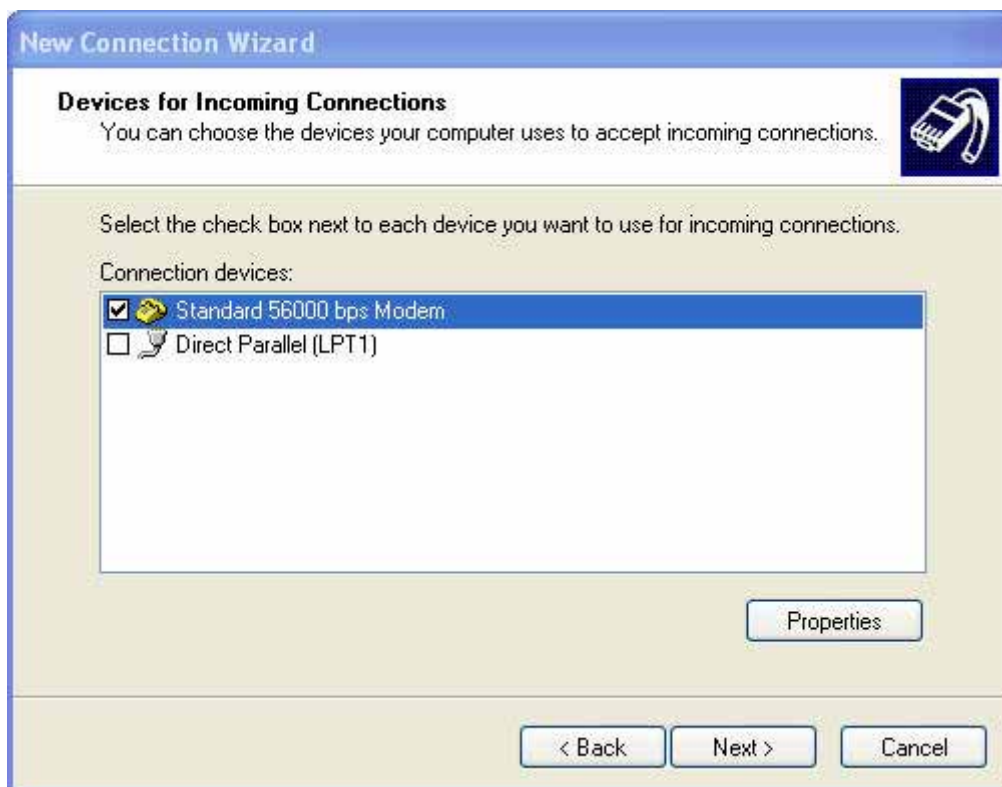 New Connection Wizard
Devices for Incoming Connections
You can choose the devices your computer uses to accept incoming connections.
Select the check box next to each device you want to use for incoming connections.
Connection devices:
Standard 56000 bps Modem
Direct Parallel (LPT1)
Properties
< Back
Next >
Cancel